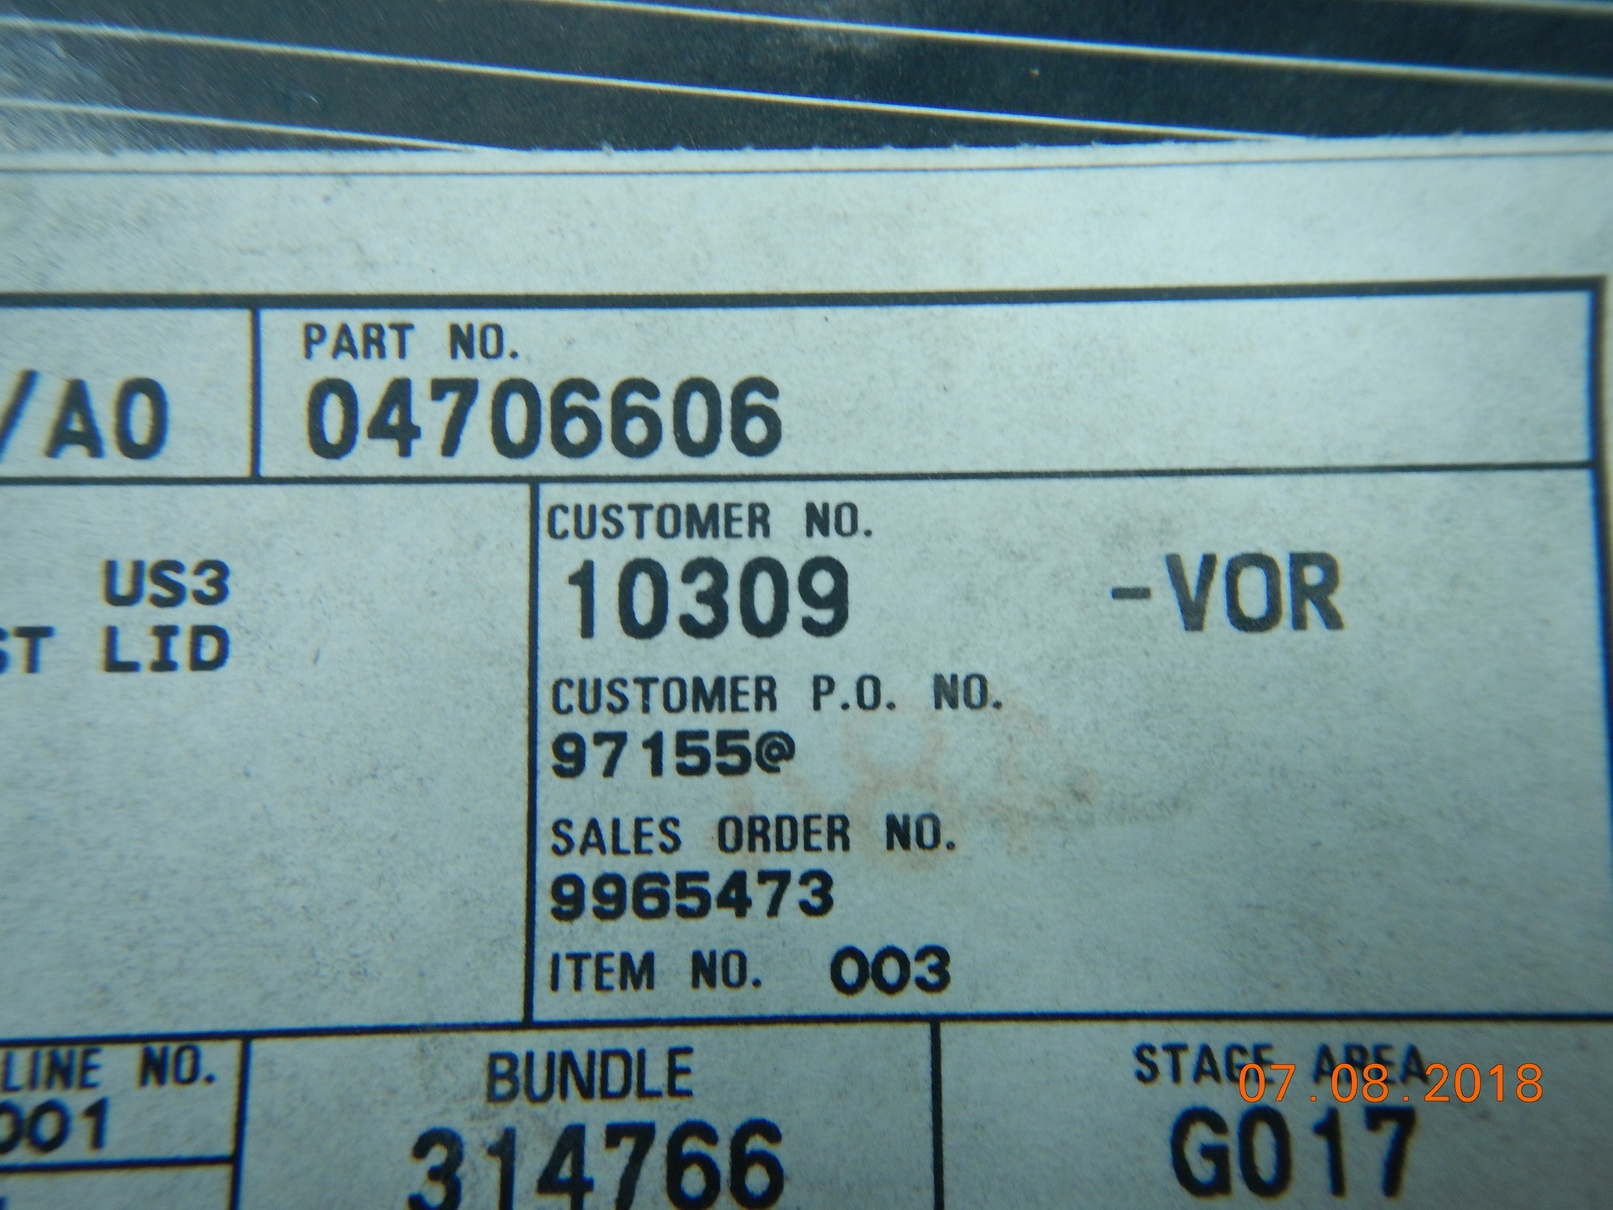 PART NO.
/A0 04706606
CUSTOMER NO.
US3 10309 -VOR
ST LID
CUSTOMER P.O. NO.
97155@
SALES ORDER NO.
9965473
ITEM NO. 003
LINE NO. BUNDLE STAGE AREA
07.08.2018
001 314766 G017